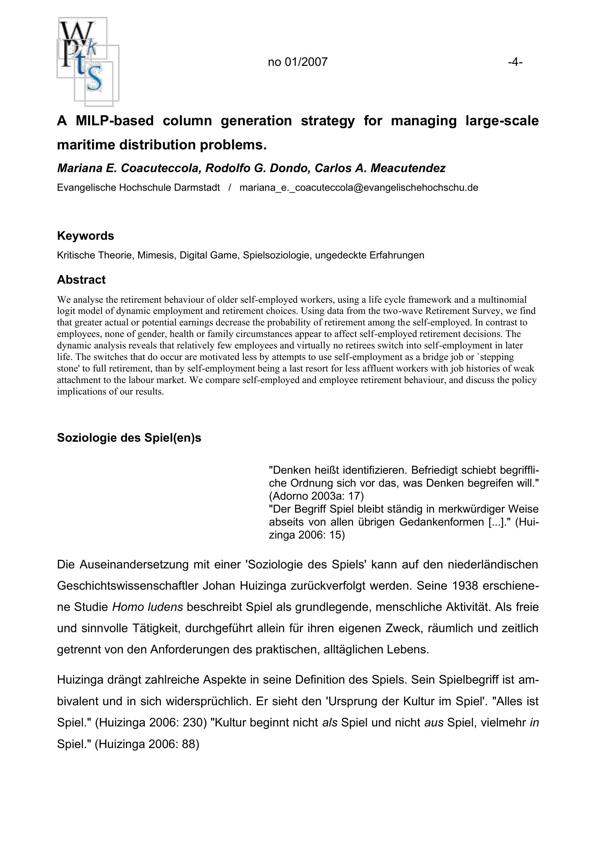 W
Pk
ts
no 01/2007 -4-
A MILP-based column generation strategy for managing large-scale
maritime distribution problems.
Mariana E. Coacuteccola, Rodolfo G. Dondo, Carlos A. Meacutendez
Evangelische Hochschule Darmstadt / mariana_e._coacuteccola@evangelischehochschu.de
Keywords
Kritische Theorie, Mimesis, Digital Game, Spielsoziologie, ungedeckte Erfahrungen
Abstract
We analyse the retirement behaviour of older self-employed workers, using a life cycle framework and a multinomial
logit model of dynamic employment and retirement choices. Using data from the two-wave Retirement Survey, we find
that greater actual or potential earnings decrease the probability of retirement among the self-employed. In contrast to
employees, none of gender, health or family circumstances appear to affect self-employed retirement decisions. The
dynamic analysis reveals that relatively few employees and virtually no retirees switch into self-employment in later
life. The switches that do occur are motivated less by attempts to use self-employment as a bridge job or `stepping
stone' to full retirement, than by self-employment being a last resort for less affluent workers with job histories of weak
attachment to the labour market. We compare self-employed and employee retirement behaviour, and discuss the policy
implications of our results.
Soziologie des Spiel(en)s
"Denken heißt identifizieren. Befriedigt schiebt begriffli-
che Ordnung sich vor das, was Denken begreifen will."
(Adorno 2003a: 17)
"Der Begriff Spiel bleibt ständig in merkwürdiger Weise
abseits von allen übrigen Gedankenformen [...]." (Hui-
zinga 2006: 15)
Die Auseinandersetzung mit einer 'Soziologie des Spiels' kann auf den niederländischen
Geschichtswissenschaftler Johan Huizinga zurückverfolgt werden. Seine 1938 erschiene-
ne Studie Homo ludens beschreibt Spiel als grundlegende, menschliche Aktivität. Als freie
und sinnvolle Tätigkeit, durchgeführt allein für ihren eigenen Zweck, räumlich und zeitlich
getrennt von den Anforderungen des praktischen, alltäglichen Lebens.
Huizinga drängt zahlreiche Aspekte in seine Definition des Spiels. Sein Spielbegriff ist am-
bivalent und in sich widersprüchlich. Er sieht den 'Ursprung der Kultur im Spiel'. "Alles ist
Spiel." (Huizinga 2006: 230) "Kultur beginnt nicht als Spiel und nicht aus Spiel, vielmehr in
Spiel." (Huizinga 2006: 88)